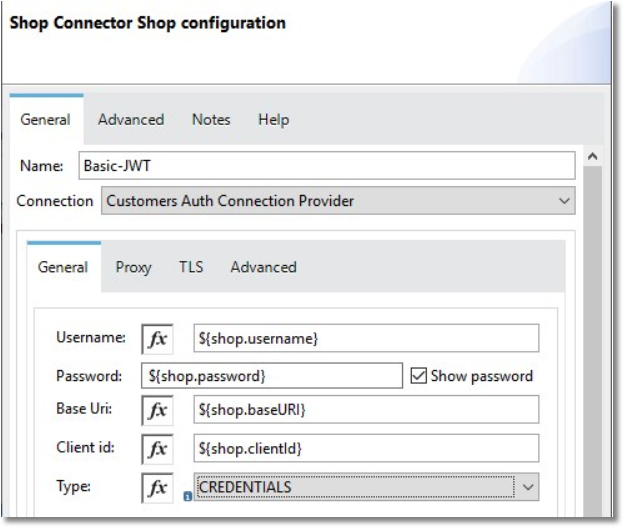 Shop Connector Shop configuration
General Advanced Notes Help
Name: Basic-JWT
Connection Customers Auth Connection Provider
General Proxy TLS Advanced
Username: fx ${shop.username}
Password: ${shop.password} Show password
Base Uri: fx ${shop.baseURI}
Client id: fx ${shop.clientId}
Type: fx CREDENTIALS